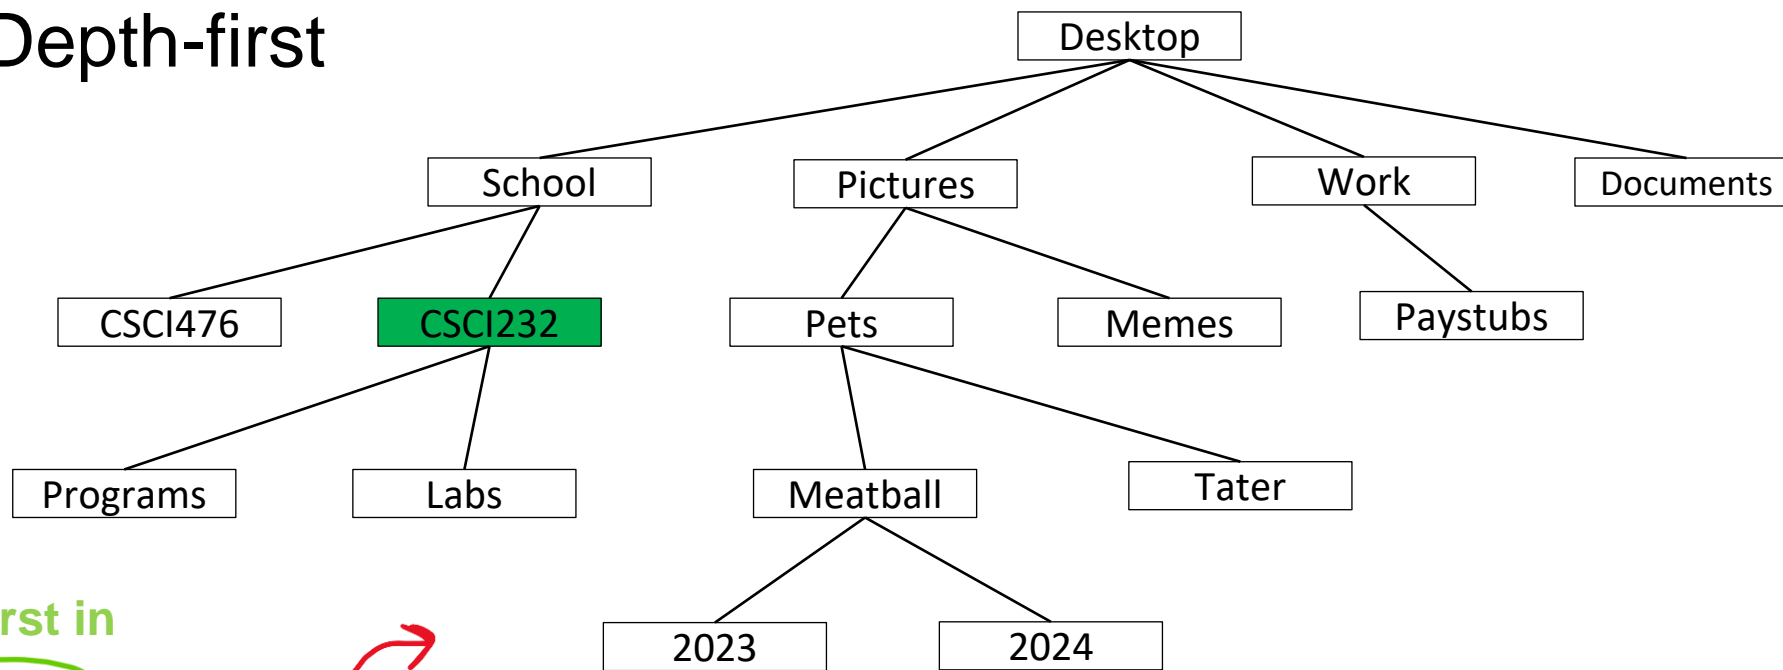 Depth-first
Desktop
School Pictures Work Documents
CSCI476 CSCI232 Pets Memes Paystubs
Programs Labs Meatball Tater
rst in
2023 2024